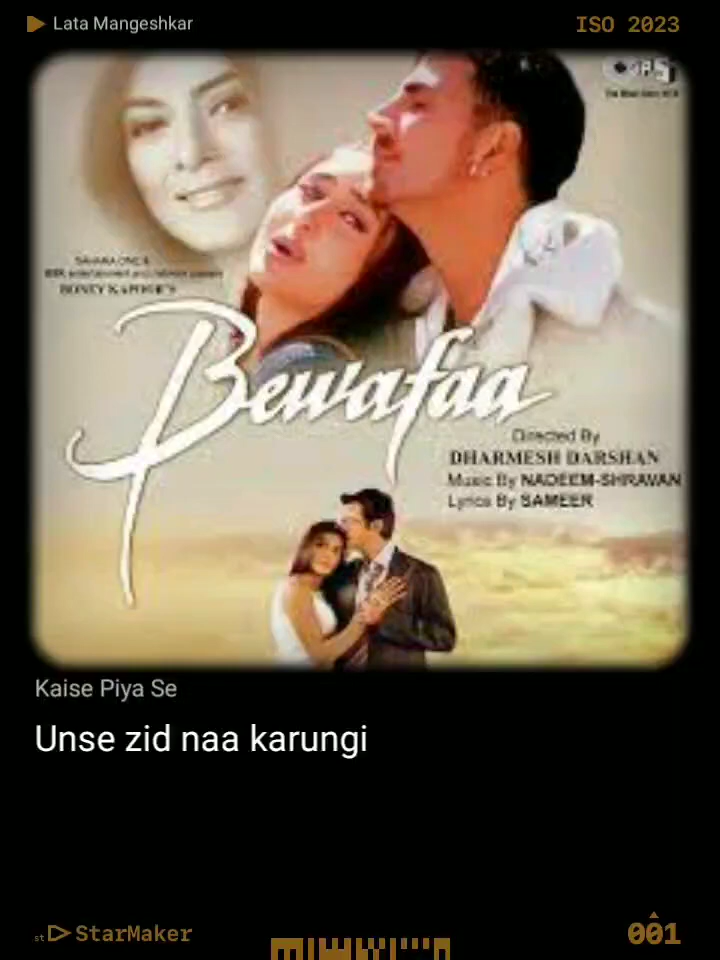 Lata Mangeshkar
ISO 2023
TIPS
SAHARA ONE &
BONEY KAPOOR'S
Bewafaa
Directed By
DHARMESH DARSHAN
Music By NADEEM-SHRAVAN
Lyrics By SAMEER
Kaise Piya Se
Unse zid naa karungi
st StarMaker
001